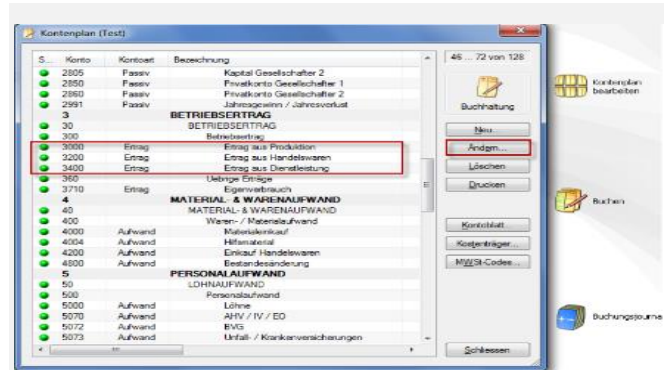 Kontenplan (Test)
S... Konto Kontoart Bezeichnung
2805 Passiv Kapital Gesellschafter 2
2850 Passiv Privatkonto Gesellschafter 1
2860 Passiv Privatkonto Gesellschafter 2
2991 Passiv Jahresgewinn / Jahresverlust
3 BETRIEBSERTRAG
30 BETRIEBSERTRAG
300 Betriebsertrag
3000 Ertrag Ertrag aus Produktion
3200 Ertrag Ertrag aus Handelswaren
3400 Ertrag Ertrag aus Dienstleistung
360 Uebrige Erträge
3710 Ertrag Eigenverbrauch
4 MATERIAL- & WARENAUFWAND
40 MATERIAL- & WARENAUFWAND
400 Waren- / Materialaufwand
4000 Aufwand Materialeinkauf
4004 Aufwand Hilfsmaterial
4200 Aufwand Einkauf Handelswaren
4800 Aufwand Bestandesänderung
5 PERSONALAUFWAND
50 LOHNAUFWAND
500 Personalaufwand
5000 Aufwand Löhne
5070 Aufwand AHV / IV / EO
5072 Aufwand BVG
5073 Aufwand Unfall- / Krankenversicherungen
46 ... 72 von 128
Buchhaltung
Neu...
Ändern...
Löschen
Drucken
Kontoblatt...
Kostenträger...
MWSt-Codes...
Schliessen
Kontenplan
bearbeiten
Buchen
Buchungsjourna